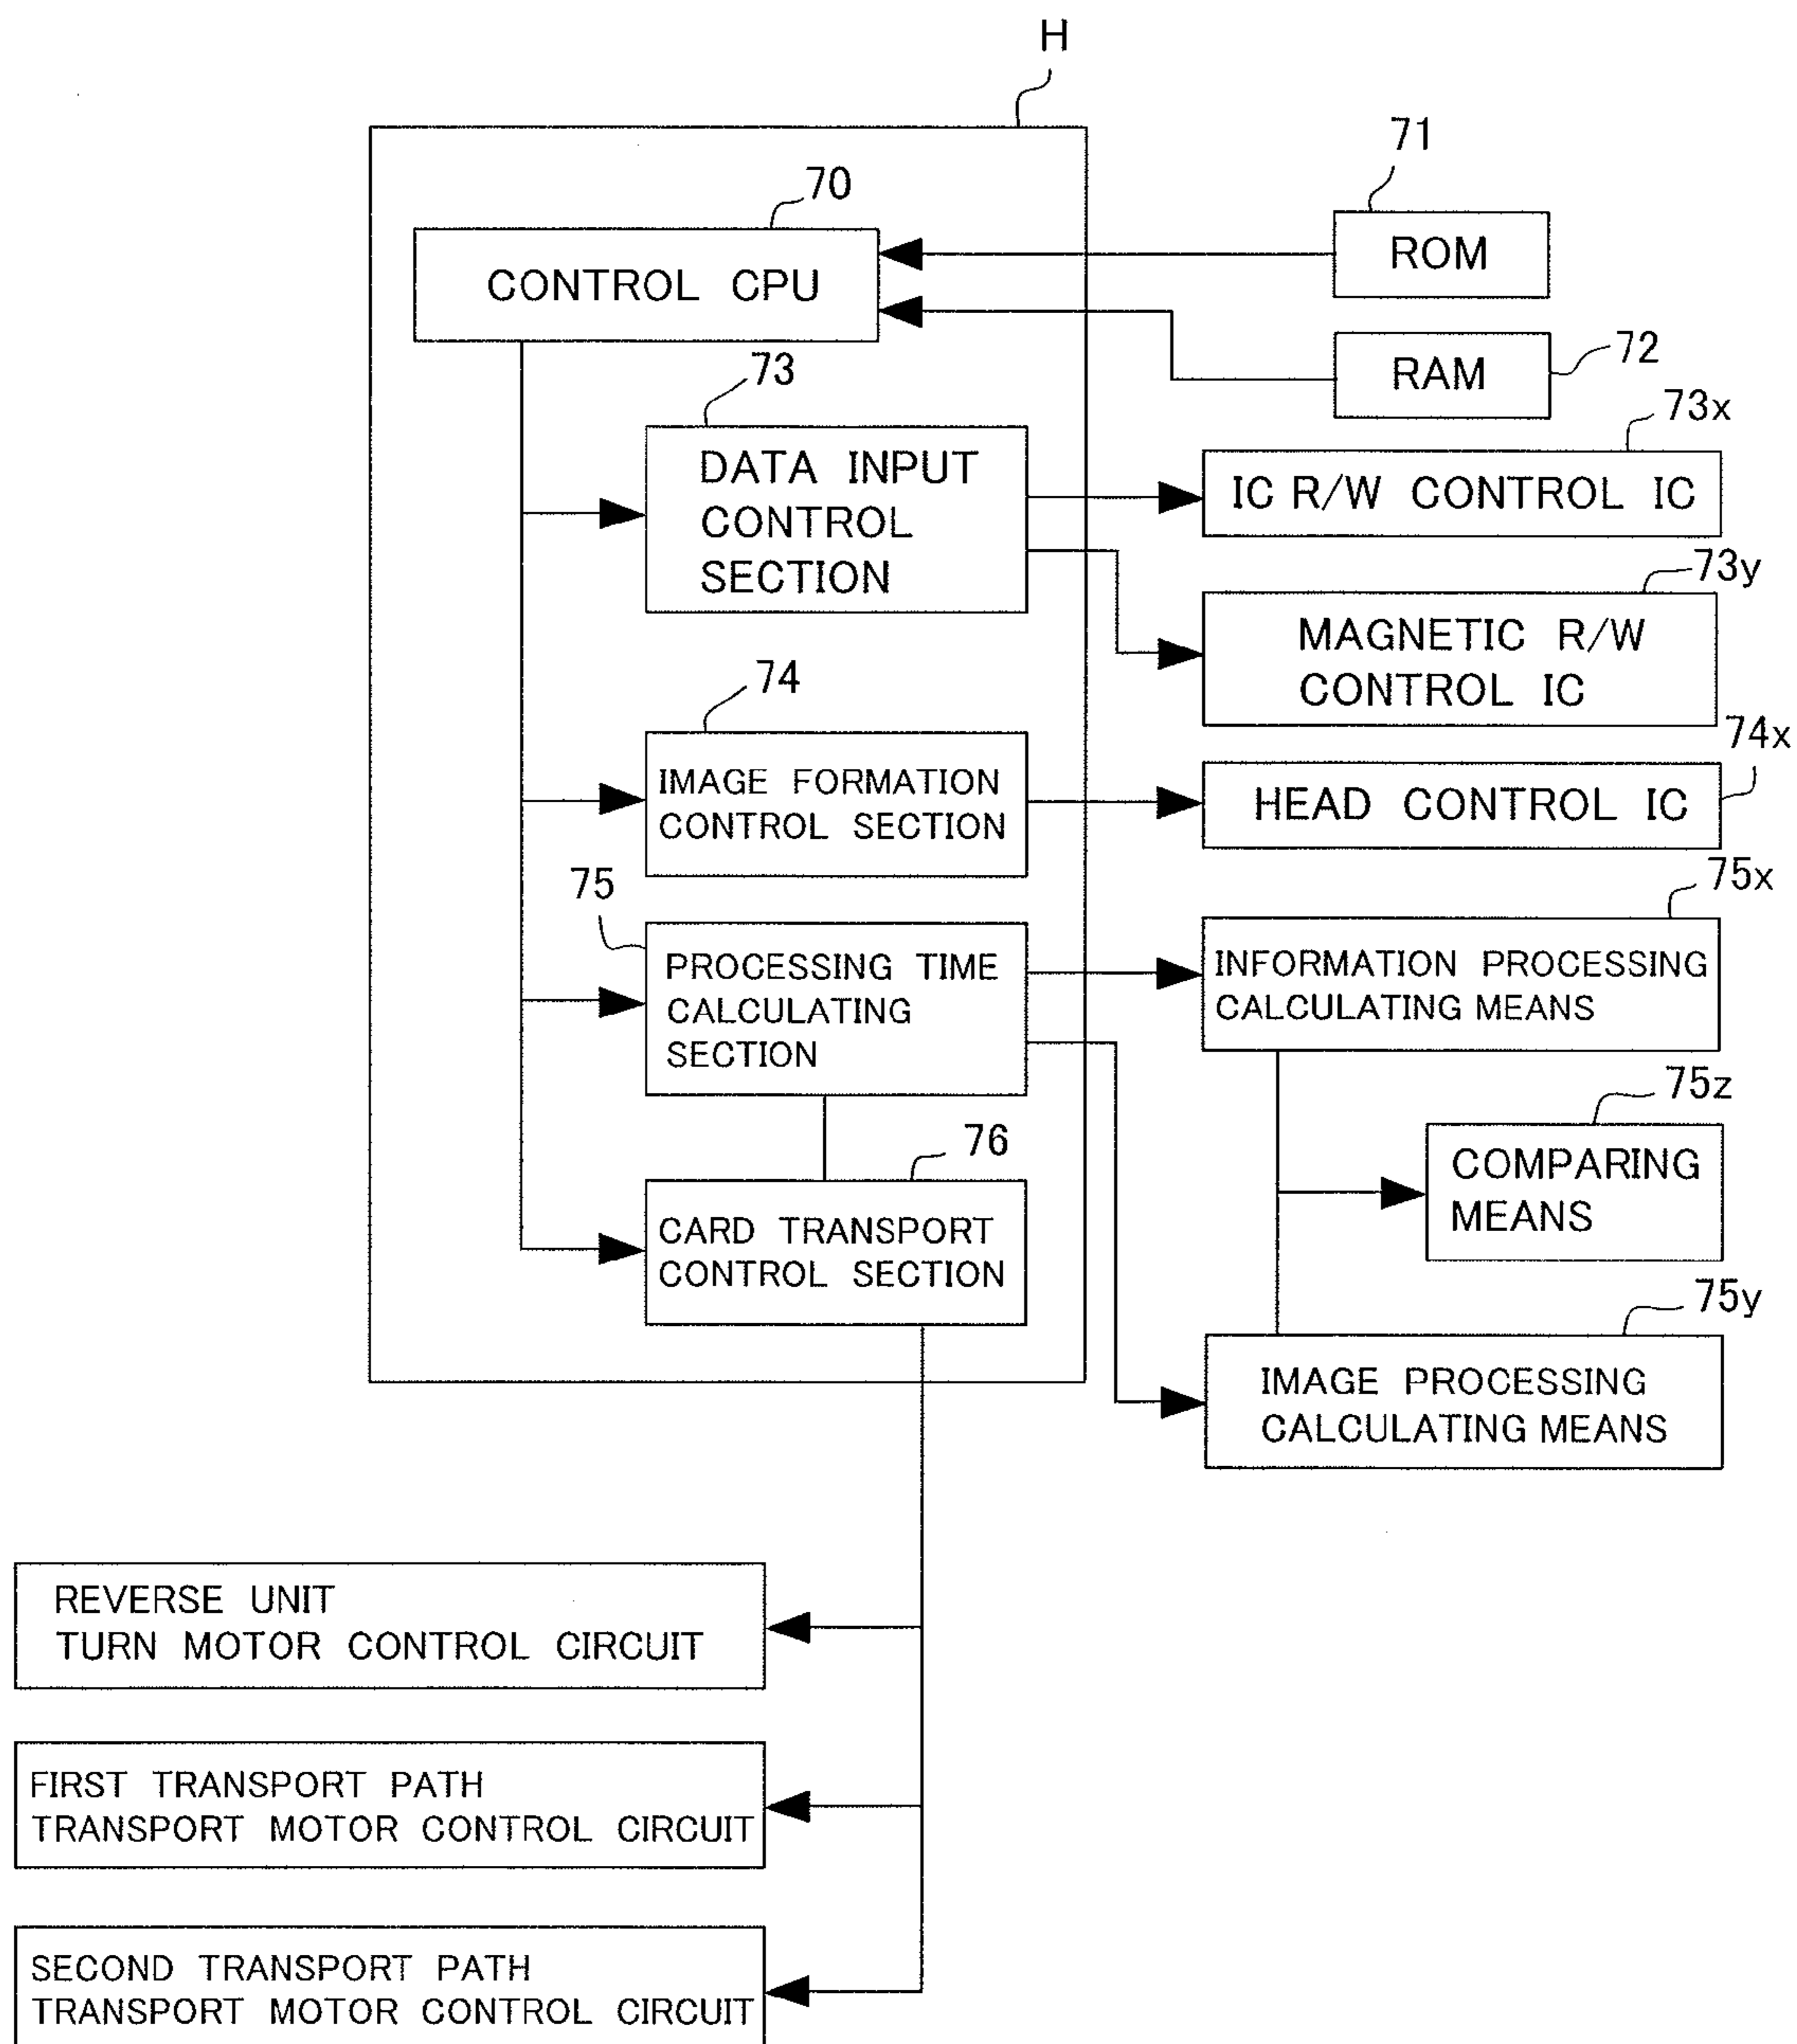 H
71
70
ROM
CONTROL CPU
72
RAM
73
73x
DATA INPUT
CONTROL
SECTION
IC R/W CONTROL IC
73y
MAGNETIC R/W
CONTROL IC
74
74x
IMAGE FORMATION
CONTROL SECTION
HEAD CONTROL IC
75
75x
PROCESSING TIME
CALCULATING
SECTION
INFORMATION PROCESSING
CALCULATING MEANS
75z
COMPARING
MEANS
76
CARD TRANSPORT
CONTROL SECTION
75y
IMAGE PROCESSING
CALCULATING MEANS
REVERSE UNIT
TURN MOTOR CONTROL CIRCUIT
FIRST TRANSPORT PATH
TRANSPORT MOTOR CONTROL CIRCUIT
SECOND TRANSPORT PATH
TRANSPORT MOTOR CONTROL CIRCUIT